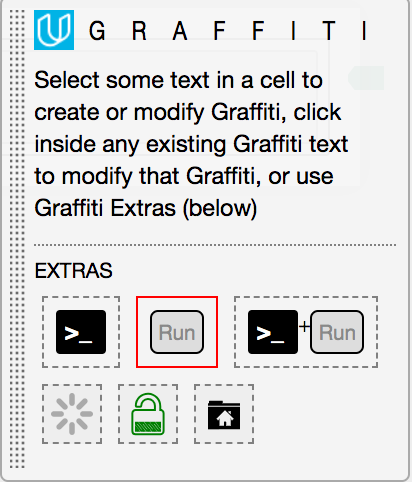 G R A F F I T I
Select some text in a cell to
create or modify Graffiti, click
inside any existing Graffiti text
to modify that Graffiti, or use
Graffiti Extras (below)
EXTRAS
>_ Run >_ + Run